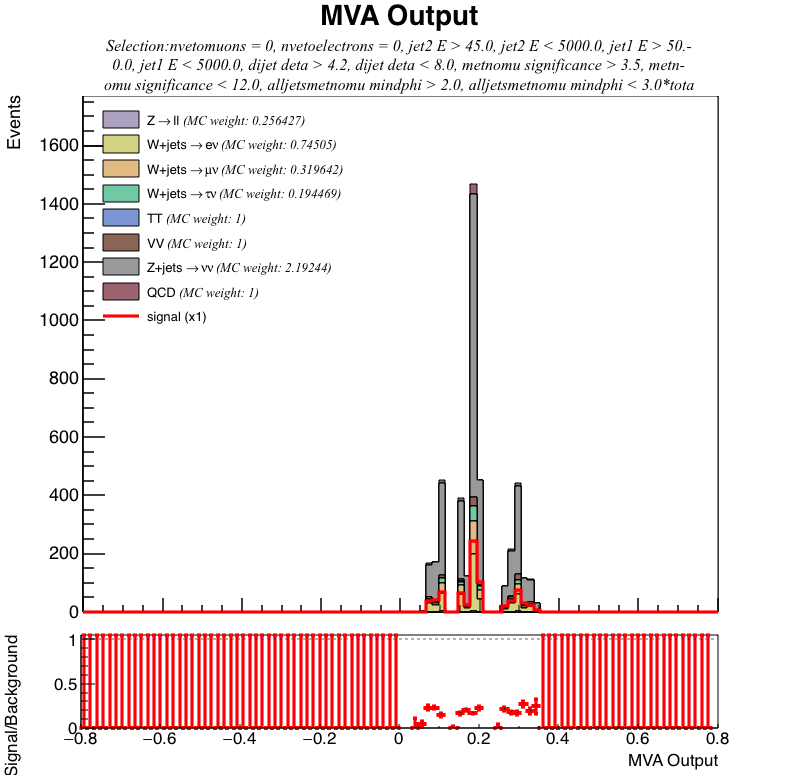 MVA Output
Selection:nvetomuons = 0, nvetoelectrons = 0, jet2 E > 45.0, jet2 E < 5000.0, jet1 E > 50.-
0.0, jet1 E < 5000.0, dijet deta > 4.2, dijet deta < 8.0, metnomu significance > 3.5, metn-
omu significance < 12.0, alljetsmetnomu mindphi > 2.0, alljetsmetnomu mindphi < 3.0*tota
Events
1600
1400
1200
1000
800
600
400
200
0
Z→ll (MC weight: 0.256427)
W+jets→eν (MC weight: 0.74505)
W+jets→μν (MC weight: 0.319642)
W+jets→τν (MC weight: 0.194469)
TT (MC weight: 1)
VV (MC weight: 1)
Z+jets→νν (MC weight: 2.19244)
QCD (MC weight: 1)
signal (x1)
Signal/Background
1
0.5
0
−0.8 −0.6 −0.4 −0.2 0 0.2 0.4 0.6 0.8
MVA Output